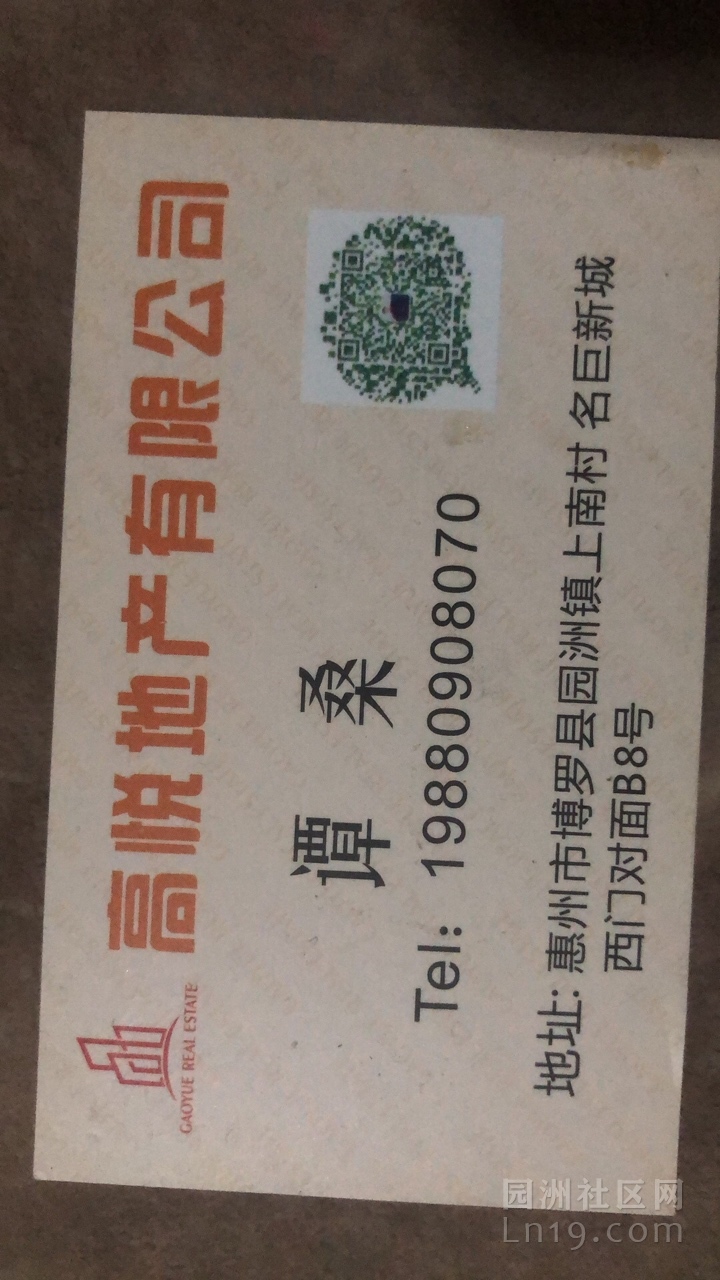 高悦地产有限公司
GAOYUE REAL ESTATE
谭 桑
Tel: 19880908070
地址: 惠州市博罗县园洲镇上南村 名巨新城
西门对面B8号
园洲社区网
Ln19.com